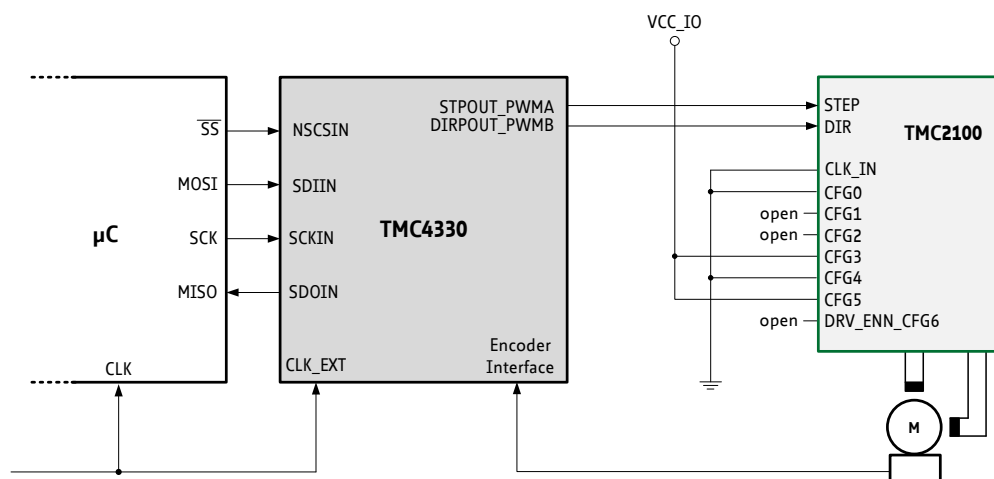 VCC_IO
SS
MOSI
SCK
MISO
µC
CLK
NSCSIN
SDIIN
SCKIN
SDOIN
CLK_EXT
TMC4330
STPOUT_PWMA
DIRPOUT_PWMB
Encoder
Interface
STEP
DIR
TMC2100
CLK_IN
CFG0
open CFG1
open CFG2
CFG3
CFG4
CFG5
open DRV_ENN_CFG6
M